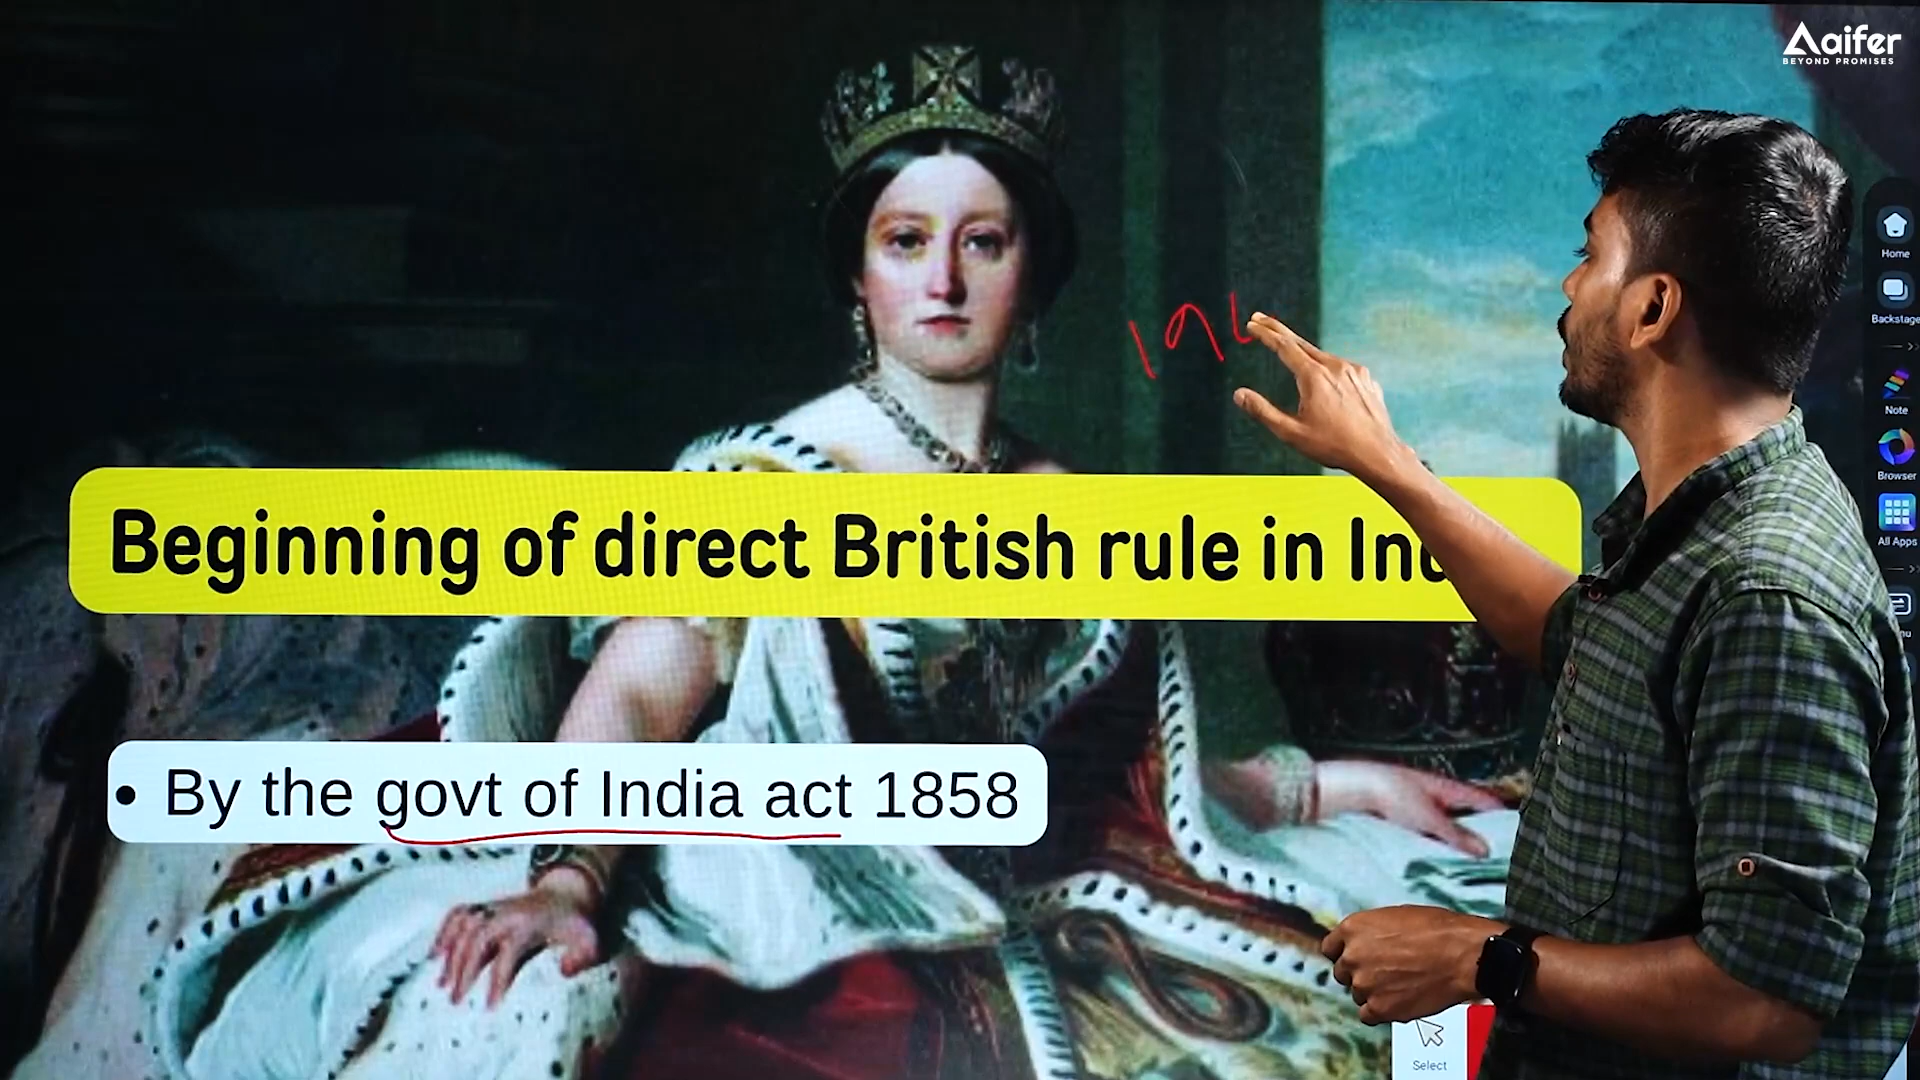 Aaifer
BEYOND PROMISES
Home
Backstage
Note
Browser
All Apps
Beginning of direct British rule in
• By the govt of India act 1858
Select